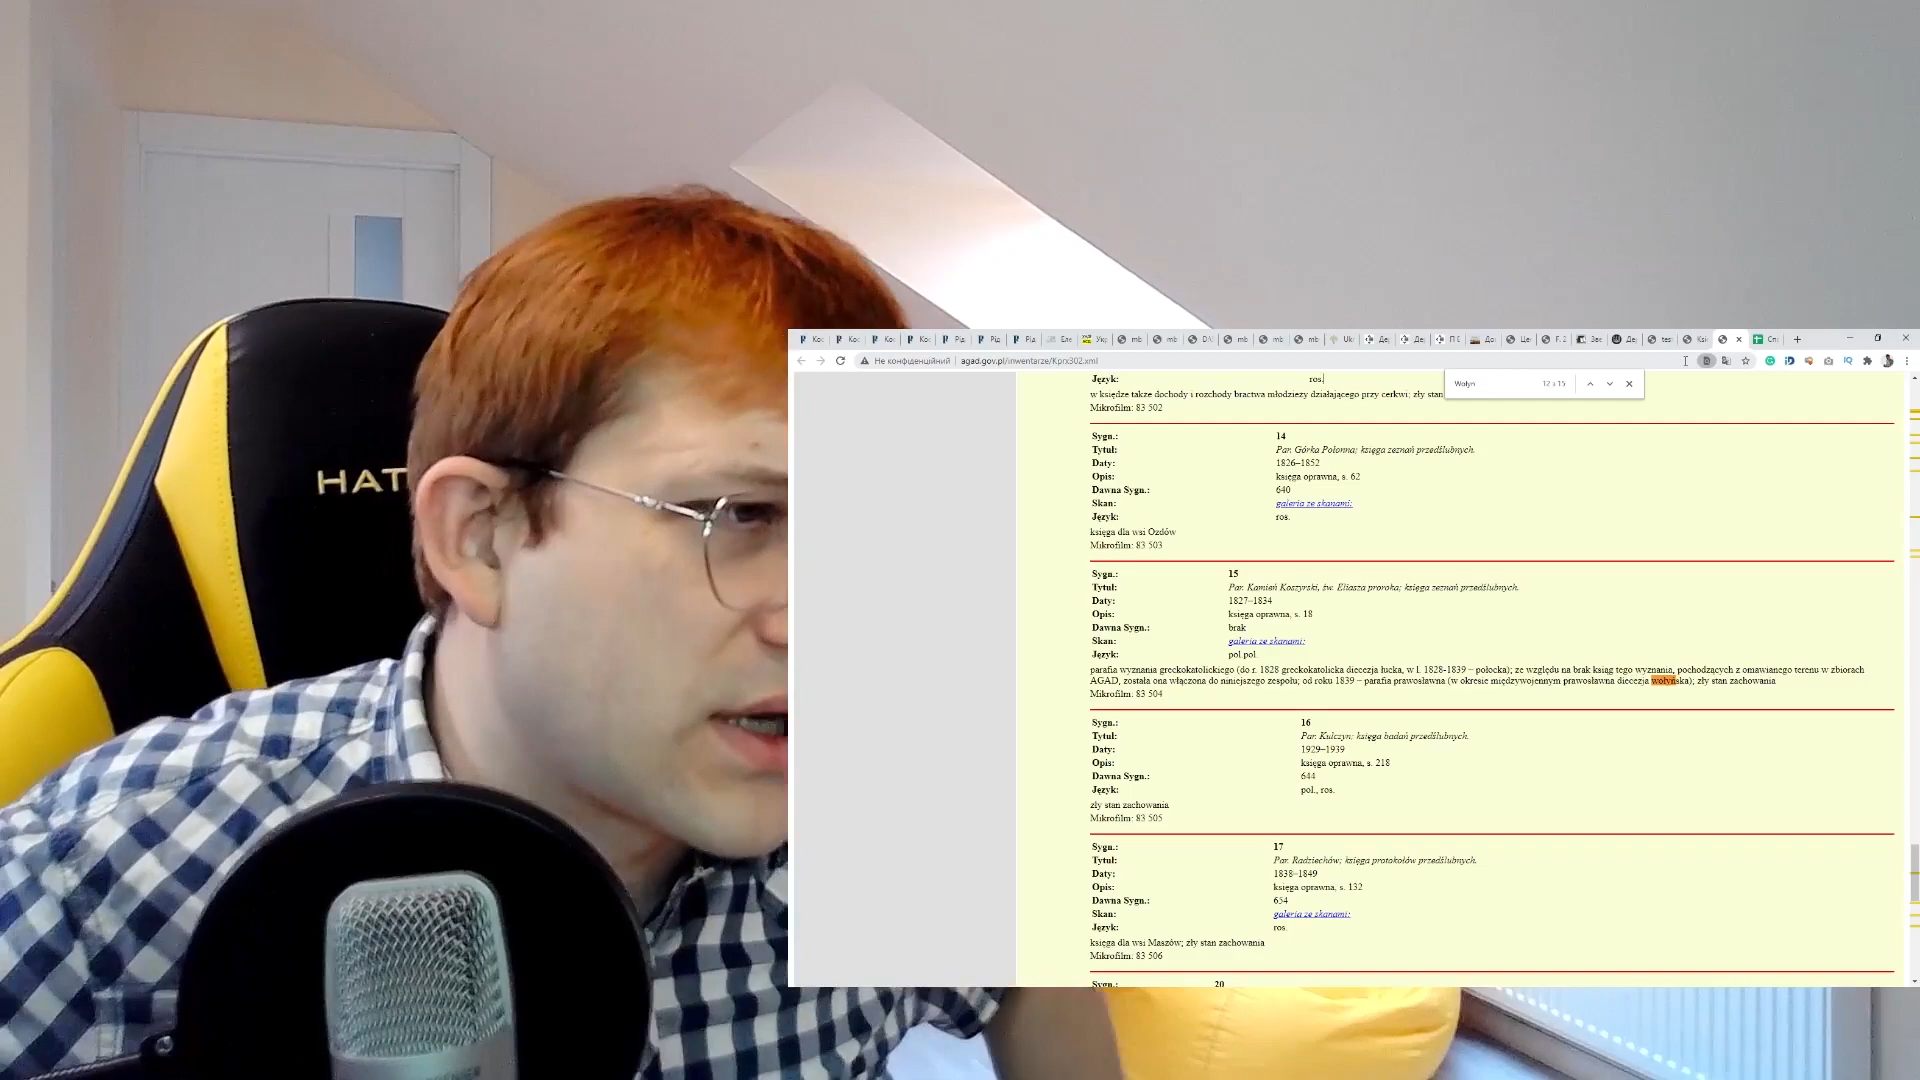 HAT
Не конфіденційний
agad.gov.pl/inwentarze/Kprx302.xml
Wołyn
12 з 15
Język: ros.
w księdze także dochody i rozchody bractwa młodzieży działającego przy cerkwi; zły stan
Mikrofilm: 83 502
Sygn.: 14
Tytuł: Par. Górka Połonna; księga zeznań przedślubnych.
Daty: 1826–1852
Opis: księga oprawna, s. 62
Dawna Sygn.: 640
Skan: galeria ze skanami:
Język: ros.
księga dla wsi Ozdów
Mikrofilm: 83 503
Sygn.: 15
Tytuł: Par. Kamień Koszyrski, św. Eliasza proroka; księga zeznań przedślubnych.
Daty: 1827–1834
Opis: księga oprawna, s. 18
Dawna Sygn.: brak
Skan: galeria ze skanami:
Język: pol.pol.
parafia wyznania greckokatolickiego (do r. 1828 greckokatolicka diecezja łucka, w l. 1828-1839 – połocka); ze względu na brak ksiąg tego wyznania, pochodzących z omawianego terenu w zbiorach
AGAD, została ona włączona do niniejszego zespołu; od roku 1839 – parafia prawosławna (w okresie międzywojennym prawosławna diecezja wołyńska); zły stan zachowania
Mikrofilm: 83 504
Sygn.: 16
Tytuł: Par. Kulczyn; księga badań przedślubnych.
Daty: 1929–1939
Opis: księga oprawna, s. 218
Dawna Sygn.: 644
Język: pol., ros.
zły stan zachowania
Mikrofilm: 83 505
Sygn.: 17
Tytuł: Par. Radziechów; księga protokołów przedślubnych.
Daty: 1838–1849
Opis: księga oprawna, s. 132
Dawna Sygn.: 654
Skan: galeria ze skanami:
Język: ros.
księga dla wsi Maszów; zły stan zachowania
Mikrofilm: 83 506
Sygn.: 20